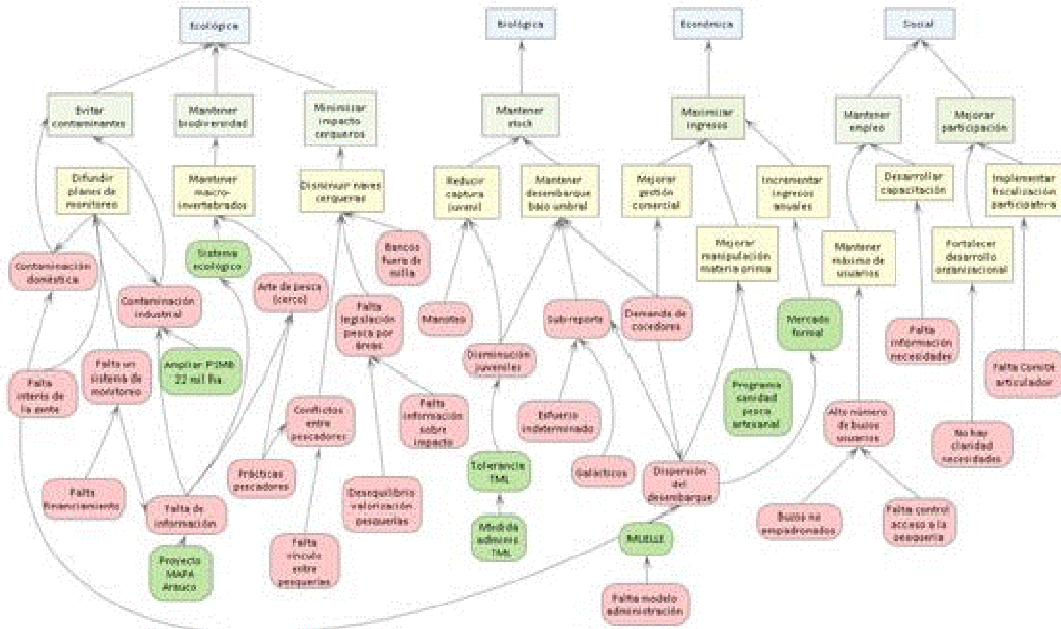 Ecológica
Biológica
Económica
Social
Evitar
contaminantes
Mantener
biodiversidad
Minimizar
impacto
cerqueros
Mantener
stock
Maximizar
ingresos
Mantener
empleo
Mejorar
participación
Difundir
planes de
monitoreo
Mantener
macro-
invertebrados
Disminuir naves
cerqueras
Reducir
captura
juvenil
Mantener
desembarque
bajo umbral
Mejorar
gestión
comercial
Incrementar
ingresos
anuales
Desarrollar
capacitación
Implementar
fiscalización
participativa
Mejorar
manipulación
materia prima
Mantener
máximo de
usuarios
Fortalecer
desarrollo
organizacional
Contaminación
doméstica
Sistema
ecológico
Bancos
fuera de
milla
Contaminación
industrial
Arte de pesca
(cerco)
Falta
legislación
pesca por
áreas
Manoteo
Sub-reporte
Demanda de
cocedores
Mercado
formal
Disminución
juveniles
Falta
información
necesidades
Falta
interés de
la gente
Falta un
sistema de
monitoreo
Ampliar
22 mil ha.
Falta Comité
articulador
Programa
sanidad
pesca
artesanal
Conflictos entre
pescadores
Falta
información
sobre
impacto
Esfuerzo
indeterminado
Alto número
de buzos
usuarios
No hay
claridad
necesidades
Prácticas
pescadores
Galácticos
Tolerancia
TML
Dispersión
del
desembarque
Falta
financiamiento
Falta de
información
Desequilibrio
valorización
pesquerías
Buzos no
empadronados
Falta control
acceso a la
pesquería
Medida
adminis
TML
Falta
vínculo
entre
pesquerías
Proyecto
MAPA
Arauco
Falta modelo
administración